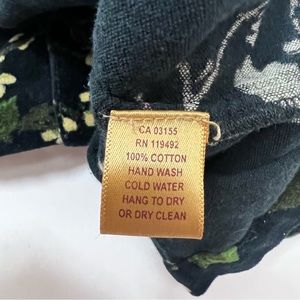 CA 03155
RN 119492
100% COTTON
HAND WASH
COLD WATER
HANG TO DRY
OR DRY CLEAN